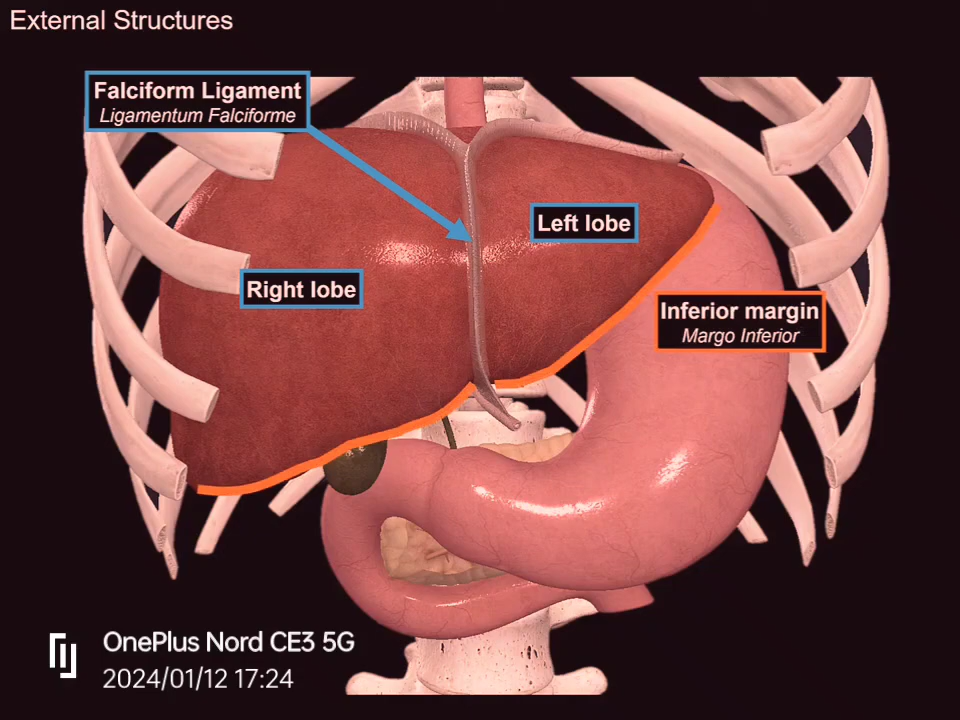 External Structures
Falciform Ligament
Ligamentum Falciforme
Left lobe
Right lobe
Inferior margin
Margo Inferior
OnePlus Nord CE3 5G
2024/01/12 17:24